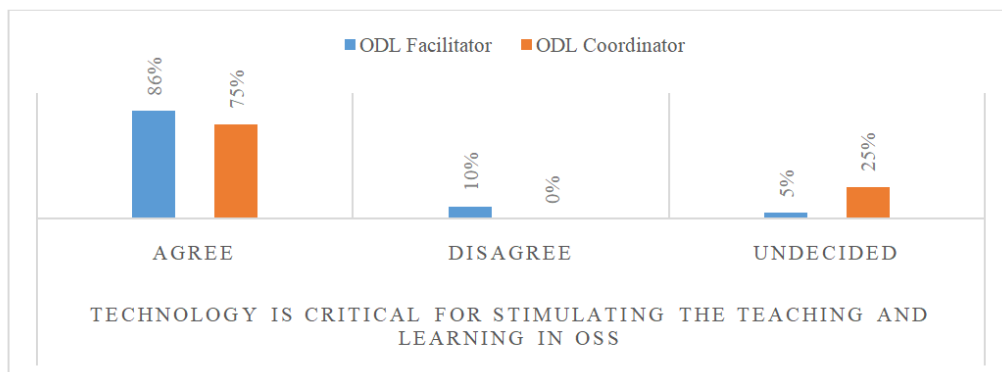 ODL Facilitator ODL Coordinator
86% 75% 10% 0% 5% 25%
AGREE DISAGREE UNDECIDED
TECHNOLOGY IS CRITICAL FOR STIMULATING THE TEACHING AND
LEARNING IN OSS